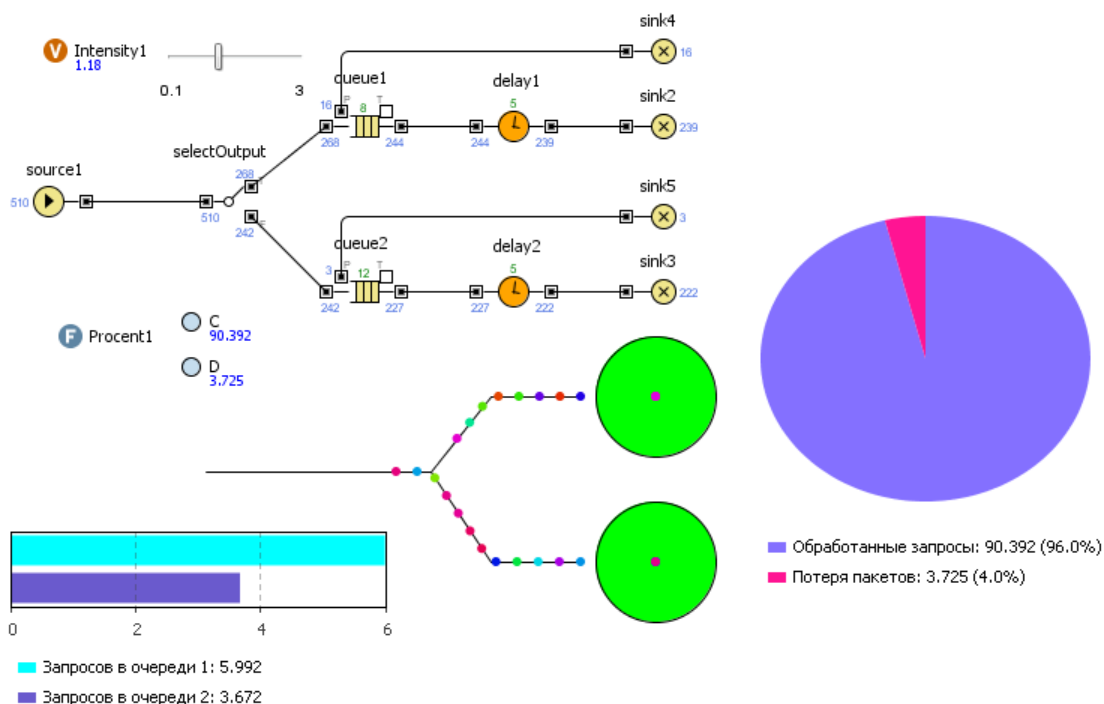 sink4
Intensity1
1.18
16
0.1
3
queue1
delay1
sink2
16
P
T
8
5
268
244
244
239
239
selectOutput
source1
268
T
510
510
sink5
242
F
3
queue2
delay2
sink3
3
P
T
12
5
242
227
227
222
222
Procent1
C
90.392
D
3.725
Обработанные запросы: 90.392 (96.0%)
Потеря пакетов: 3.725 (4.0%)
0
2
4
6
Запросов в очереди 1: 5.992
Запросов в очереди 2: 3.672
V
F